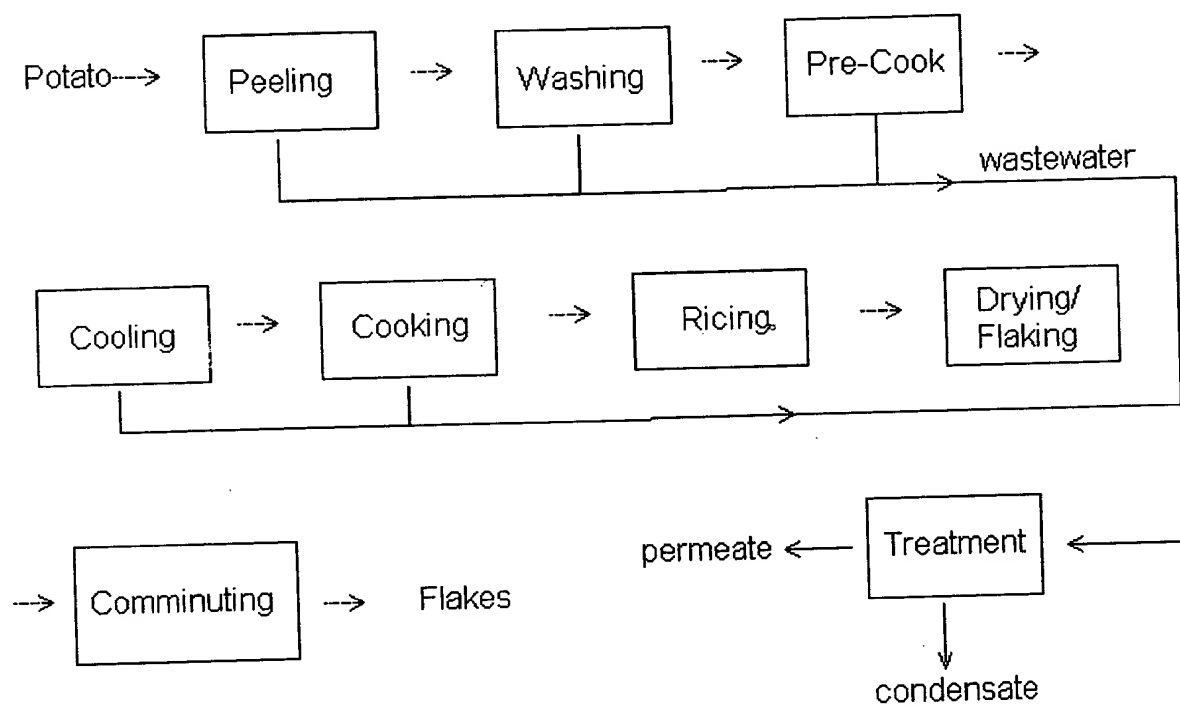 Potato
Peeling
Washing
Pre-Cook
wastewater
Cooling
Cooking
Ricing
Drying/
Flaking
Comminuting
Flakes
permeate
Treatment
condensate